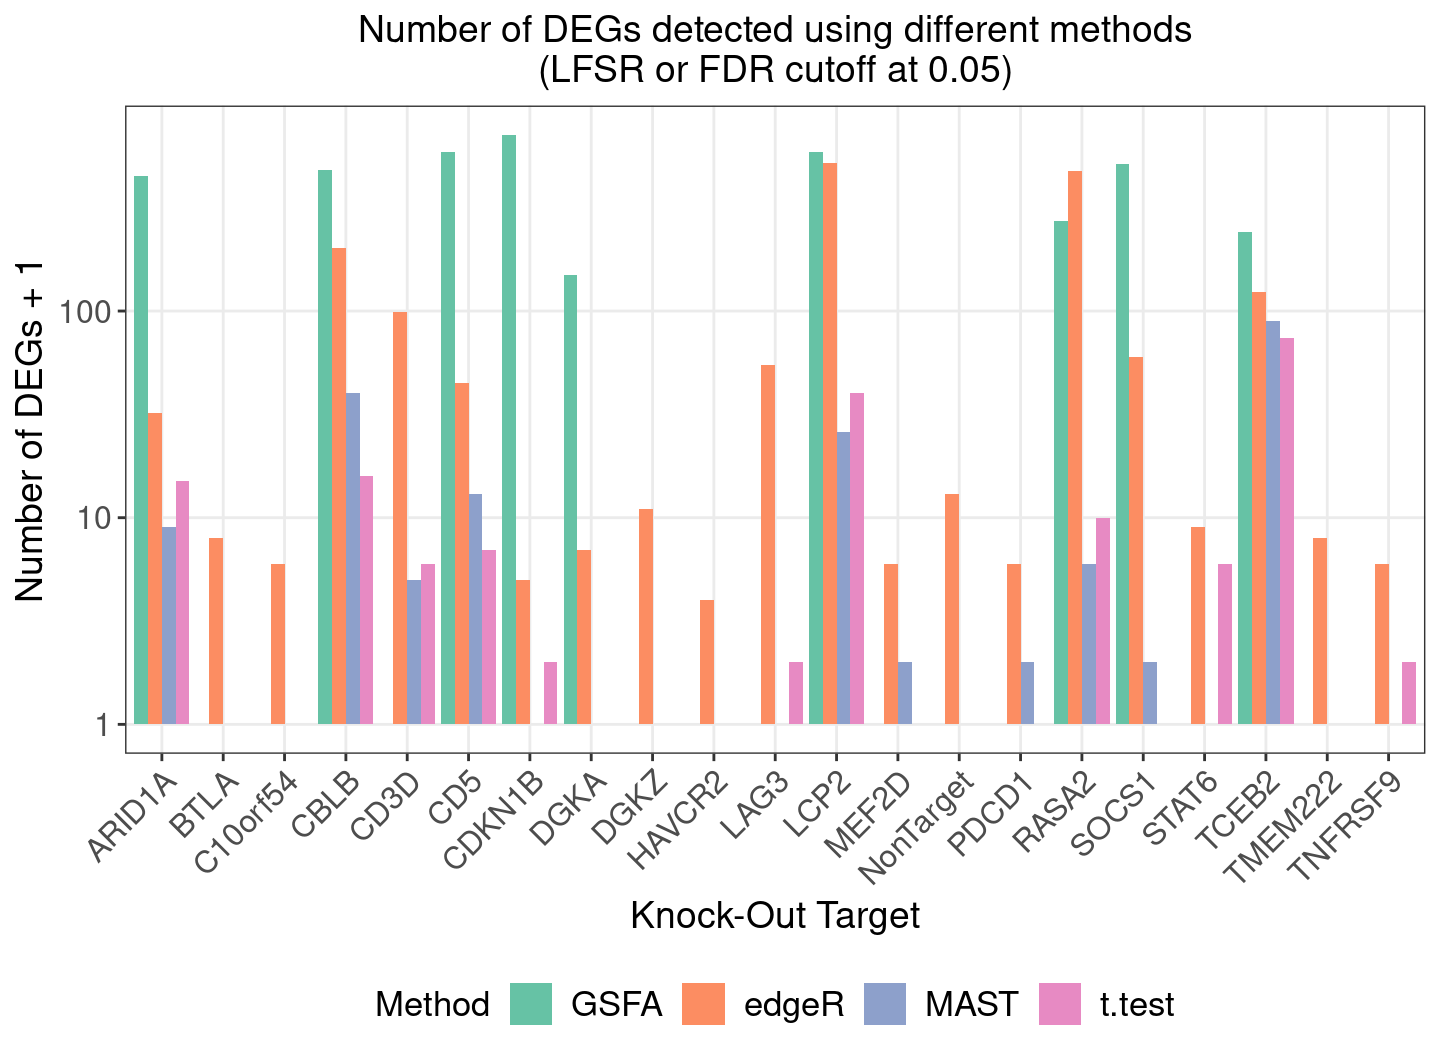 Number of DEGs detected using different methods
(LFSR or FDR cutoff at 0.05)
Number of DEGs + 1
100
10
1
ARID1A
BTLA
C10orf54
CBLB
CD3D
CD5
CDKN1B
DGKA
DGKZ
HAVCR2
LAG3
LCP2
MEF2D
NonTarget
PDCD1
RASA2
SOCS1
STAT6
TCEB2
TMEM222
TNFRSF9
Knock-Out Target
Method GSFA edgeR MAST t.test